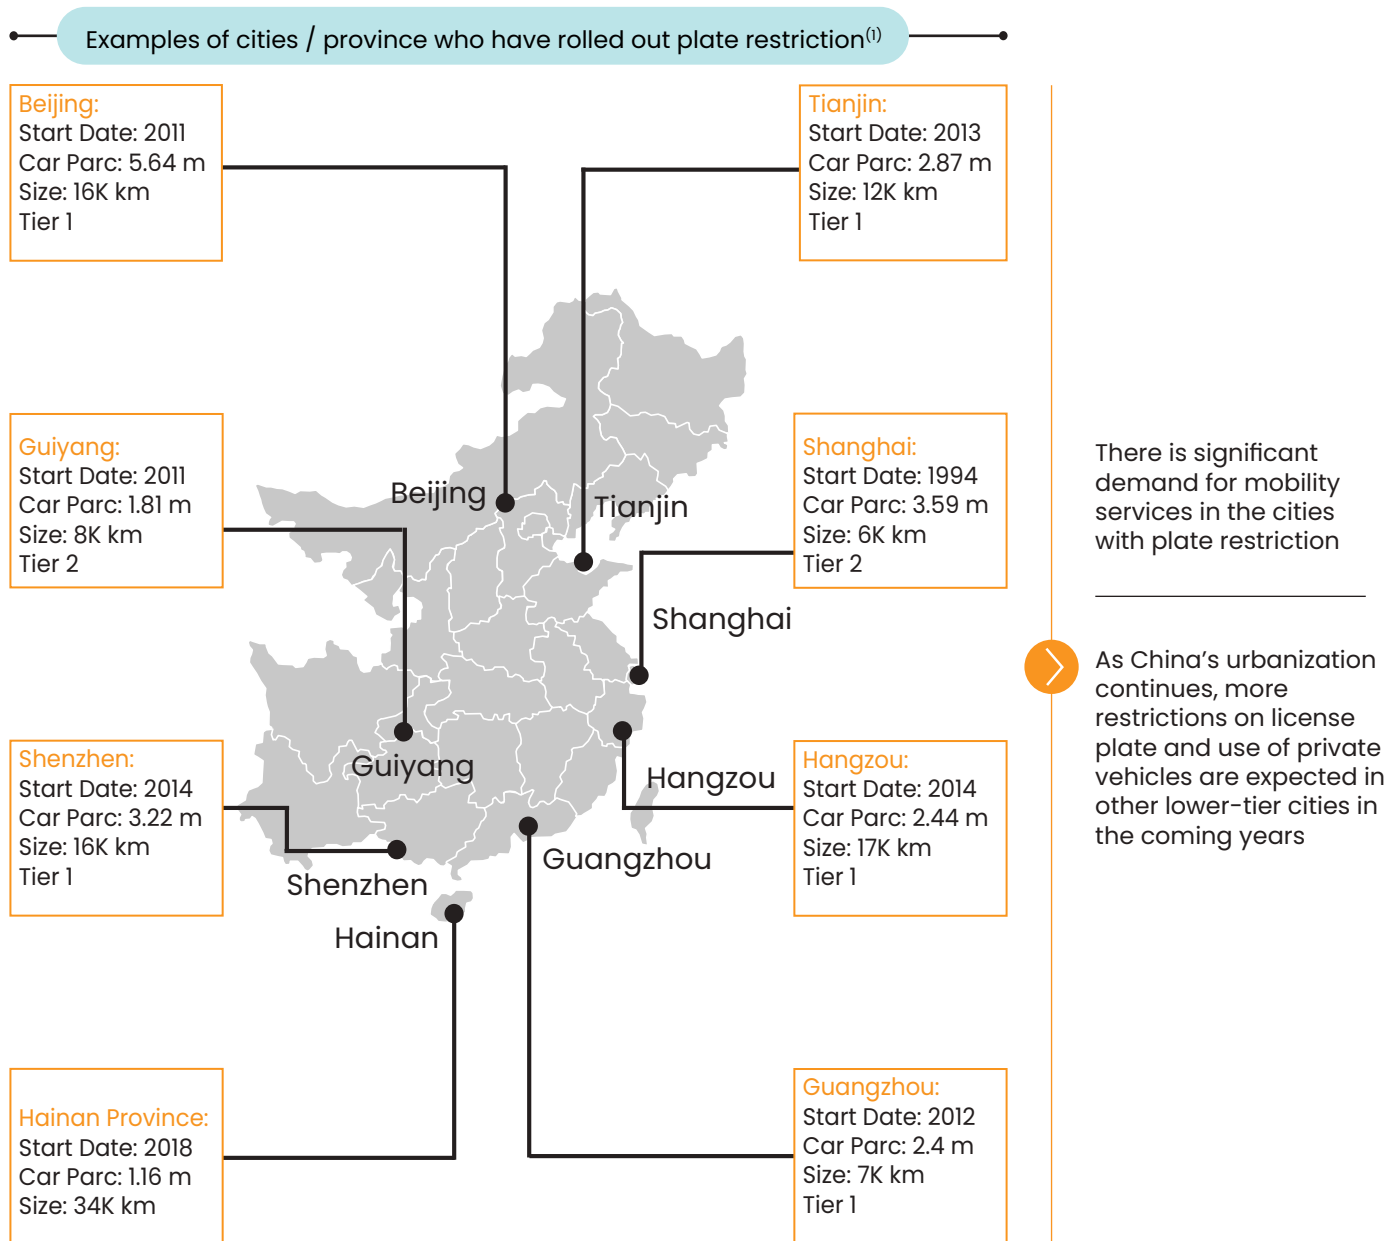 Examples of cities / province who have rolled out plate restriction(1)
Beijing:
Start Date: 2011
Car Parc: 5.64 m
Size: 16K km
Tier 1
Tianjin:
Start Date: 2013
Car Parc: 2.87 m
Size: 12K km
Tier 1
Guiyang:
Start Date: 2011
Car Parc: 1.81 m
Size: 8K km
Tier 2
Shanghai:
Start Date: 1994
Car Parc: 3.59 m
Size: 6K km
Tier 2
Shenzhen:
Start Date: 2014
Car Parc: 3.22 m
Size: 16K km
Tier 1
Hangzou:
Start Date: 2014
Car Parc: 2.44 m
Size: 17K km
Tier 1
Hainan Province:
Start Date: 2018
Car Parc: 1.16 m
Size: 34K km
Guangzhou:
Start Date: 2012
Car Parc: 2.4 m
Size: 7K km
Tier 1
Beijing
Tianjin
Shanghai
Guiyang
Hangzou
Guangzhou
Shenzhen
Hainan
There is significant
demand for mobility
services in the cities
with plate restriction
As China’s urbanization
continues, more
restrictions on license
plate and use of private
vehicles are expected in
other lower-tier cities in
the coming years